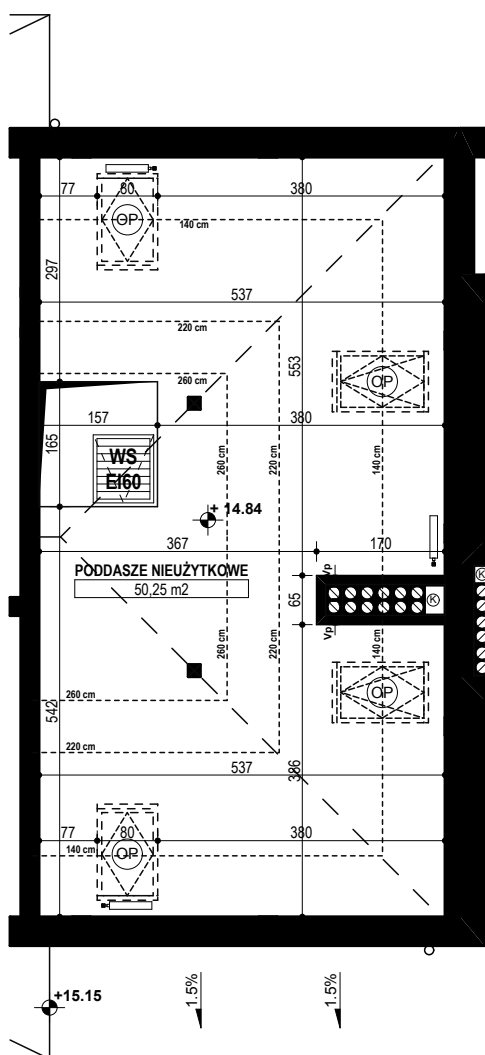 77
80
380
OP
140 cm
297
537
220 cm
553
260 cm
OP
157
380
165
WS
EI60
260 cm
220 cm
140 cm
+ 14.84
367
170
PODDASZE NIEUŻYTKOWE
50,25 m2
Vp
65
K
K
Vp
260 cm
220 cm
140 cm
OP
260 cm
542
220 cm
537
386
77
80
380
140 cm
OP
+15.15
1.5%
1.5%